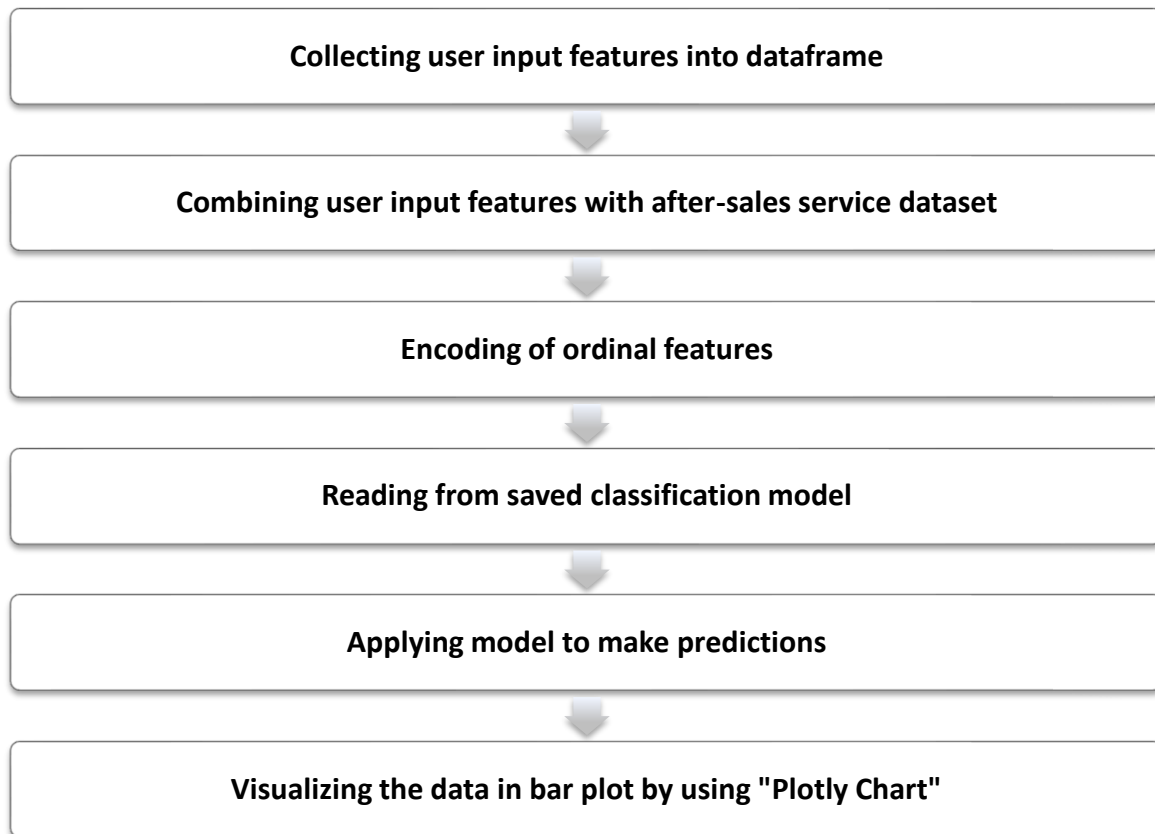 Collecting user input features into dataframe
Combining user input features with after-sales service dataset
Encoding of ordinal features
Reading from saved classification model
Applying model to make predictions
Visualizing the data in bar plot by using "Plotly Chart"